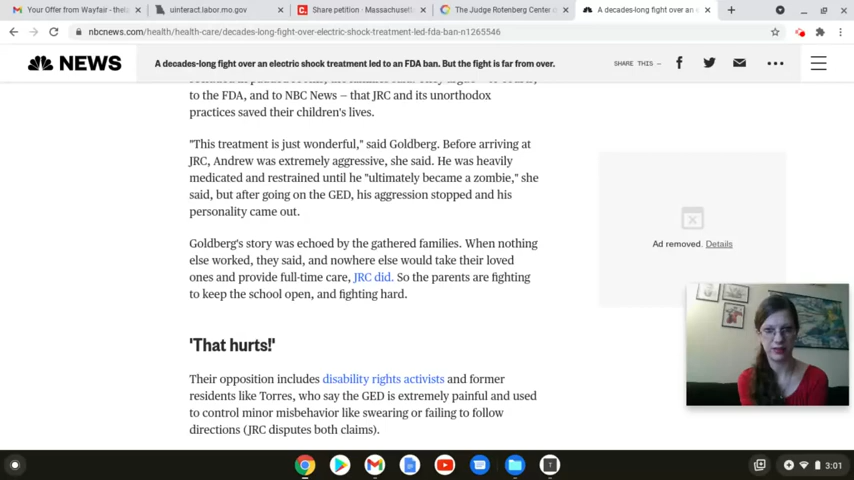 Your Offer from Wayfair - thela
uinteract.labor.mo.gov
Share petition · Massachusett
The Judge Rotenberg Center is
A decades-long fight over an e
nbcnews.com/health/health-care/decades-long-fight-over-electric-shock-treatment-led-fda-ban-n1265546
NEWS
A decades-long fight over an electric shock treatment led to an FDA ban. But the fight is far from over.
SHARE THIS —
to the FDA, and to NBC News — that JRC and its unorthodox
practices saved their children's lives.
"This treatment is just wonderful," said Goldberg. Before arriving at
JRC, Andrew was extremely aggressive, she said. He was heavily
medicated and restrained until he "ultimately became a zombie," she
said, but after going on the GED, his aggression stopped and his
personality came out.
Goldberg's story was echoed by the gathered families. When nothing
else worked, they said, and nowhere else would take their loved
ones and provide full-time care, JRC did. So the parents are fighting
to keep the school open, and fighting hard.
Ad removed. Details
'That hurts!'
Their opposition includes disability rights activists and former
residents like Torres, who say the GED is extremely painful and used
to control minor misbehavior like swearing or failing to follow
directions (JRC disputes both claims).
3:01